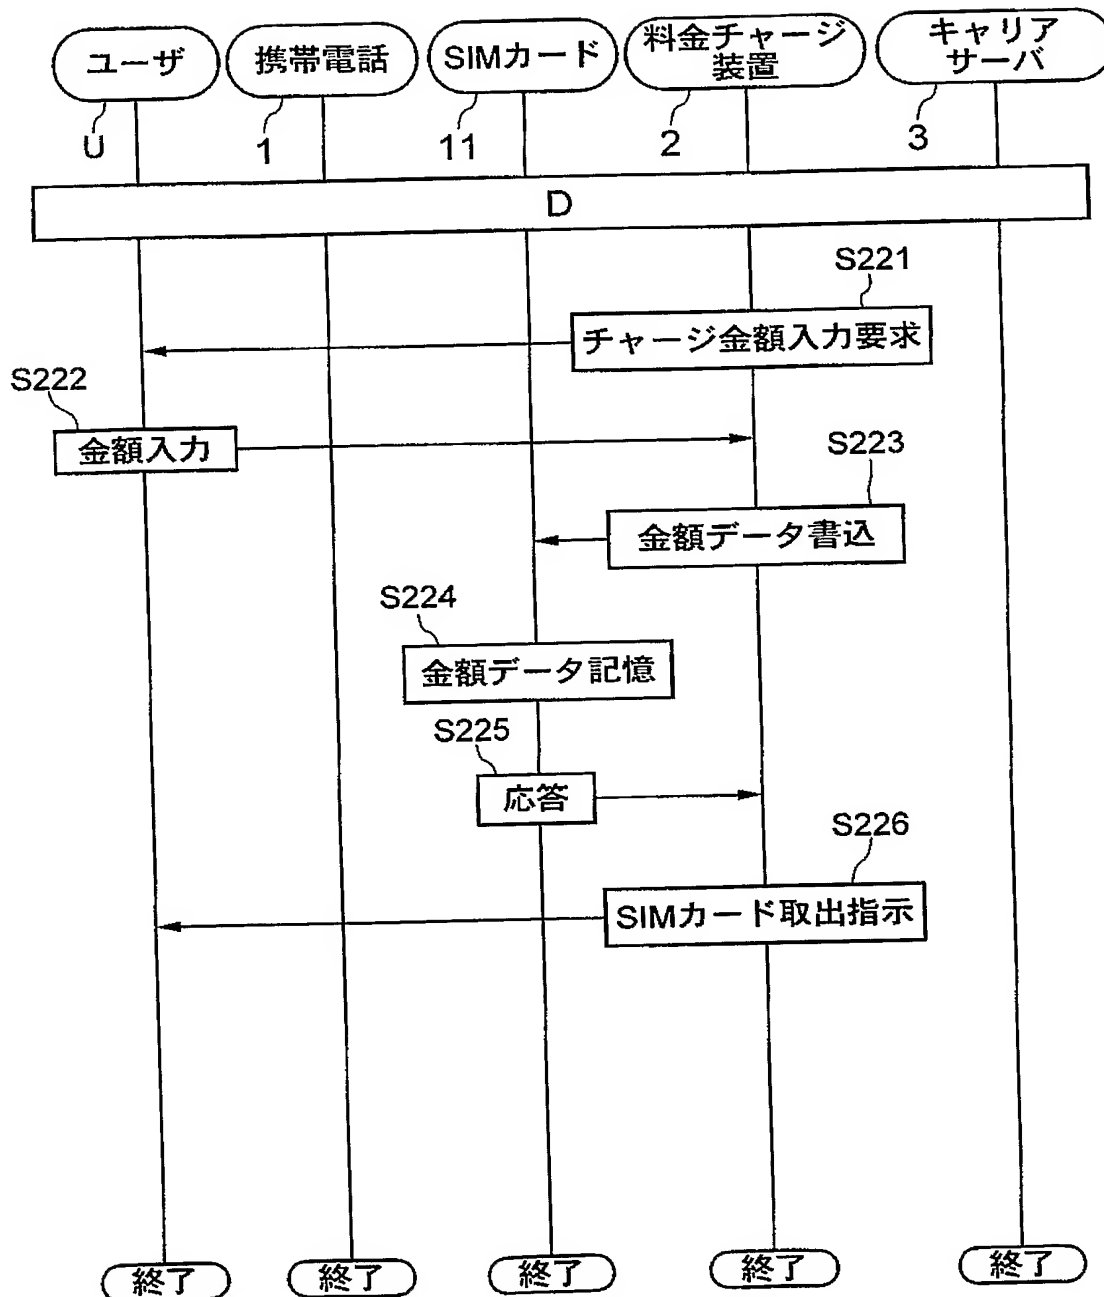 ユーザ
携帯電話
SIMカード
料金チャージ
装置
キャリア
サーバ
U
1
11
2
3
D
S221
チャージ金額入力要求
S222
金額入力
S223
金額データ書込
S224
金額データ記憶
S225
応答
S226
SIMカード取出指示
終了
終了
終了
終了
終了